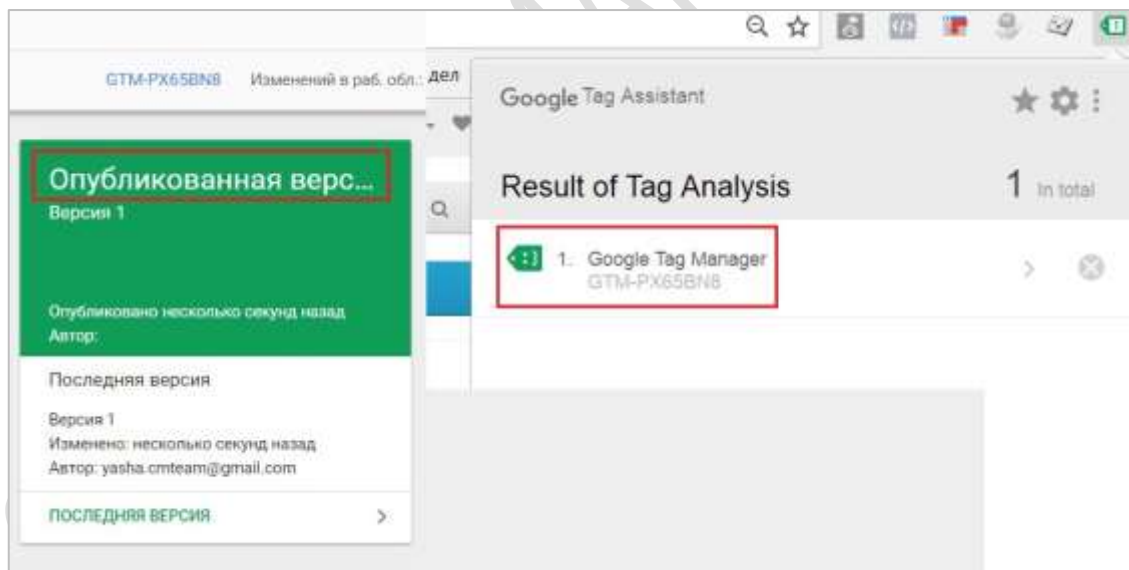 GTM-PX65BN8 Изменений в раб. обл.:
дел
Опубликованная верс...
Версия 1
Опубликовано несколько секунд назад
Автор:
Последняя версия
Версия 1
Изменено: несколько секунд назад
Автор: yasha.cmteam@gmail.com
ПОСЛЕДНЯЯ ВЕРСИЯ
Google Tag Assistant
Result of Tag Analysis 1 In total
1. Google Tag Manager
GTM-PX65BN8